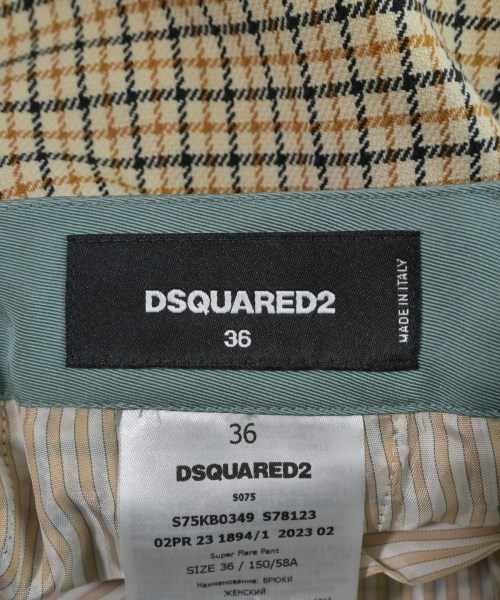 DSQUARED2
36
MADE IN ITALY
36
DSQUARED2
S075
S75KB0349 S78123
02PR 23 1894/1 2023 02
Super Flare Pant
SIZE 36 / 150/58A
Наименование: БРЮКИ
ЖЕНСКИЙ